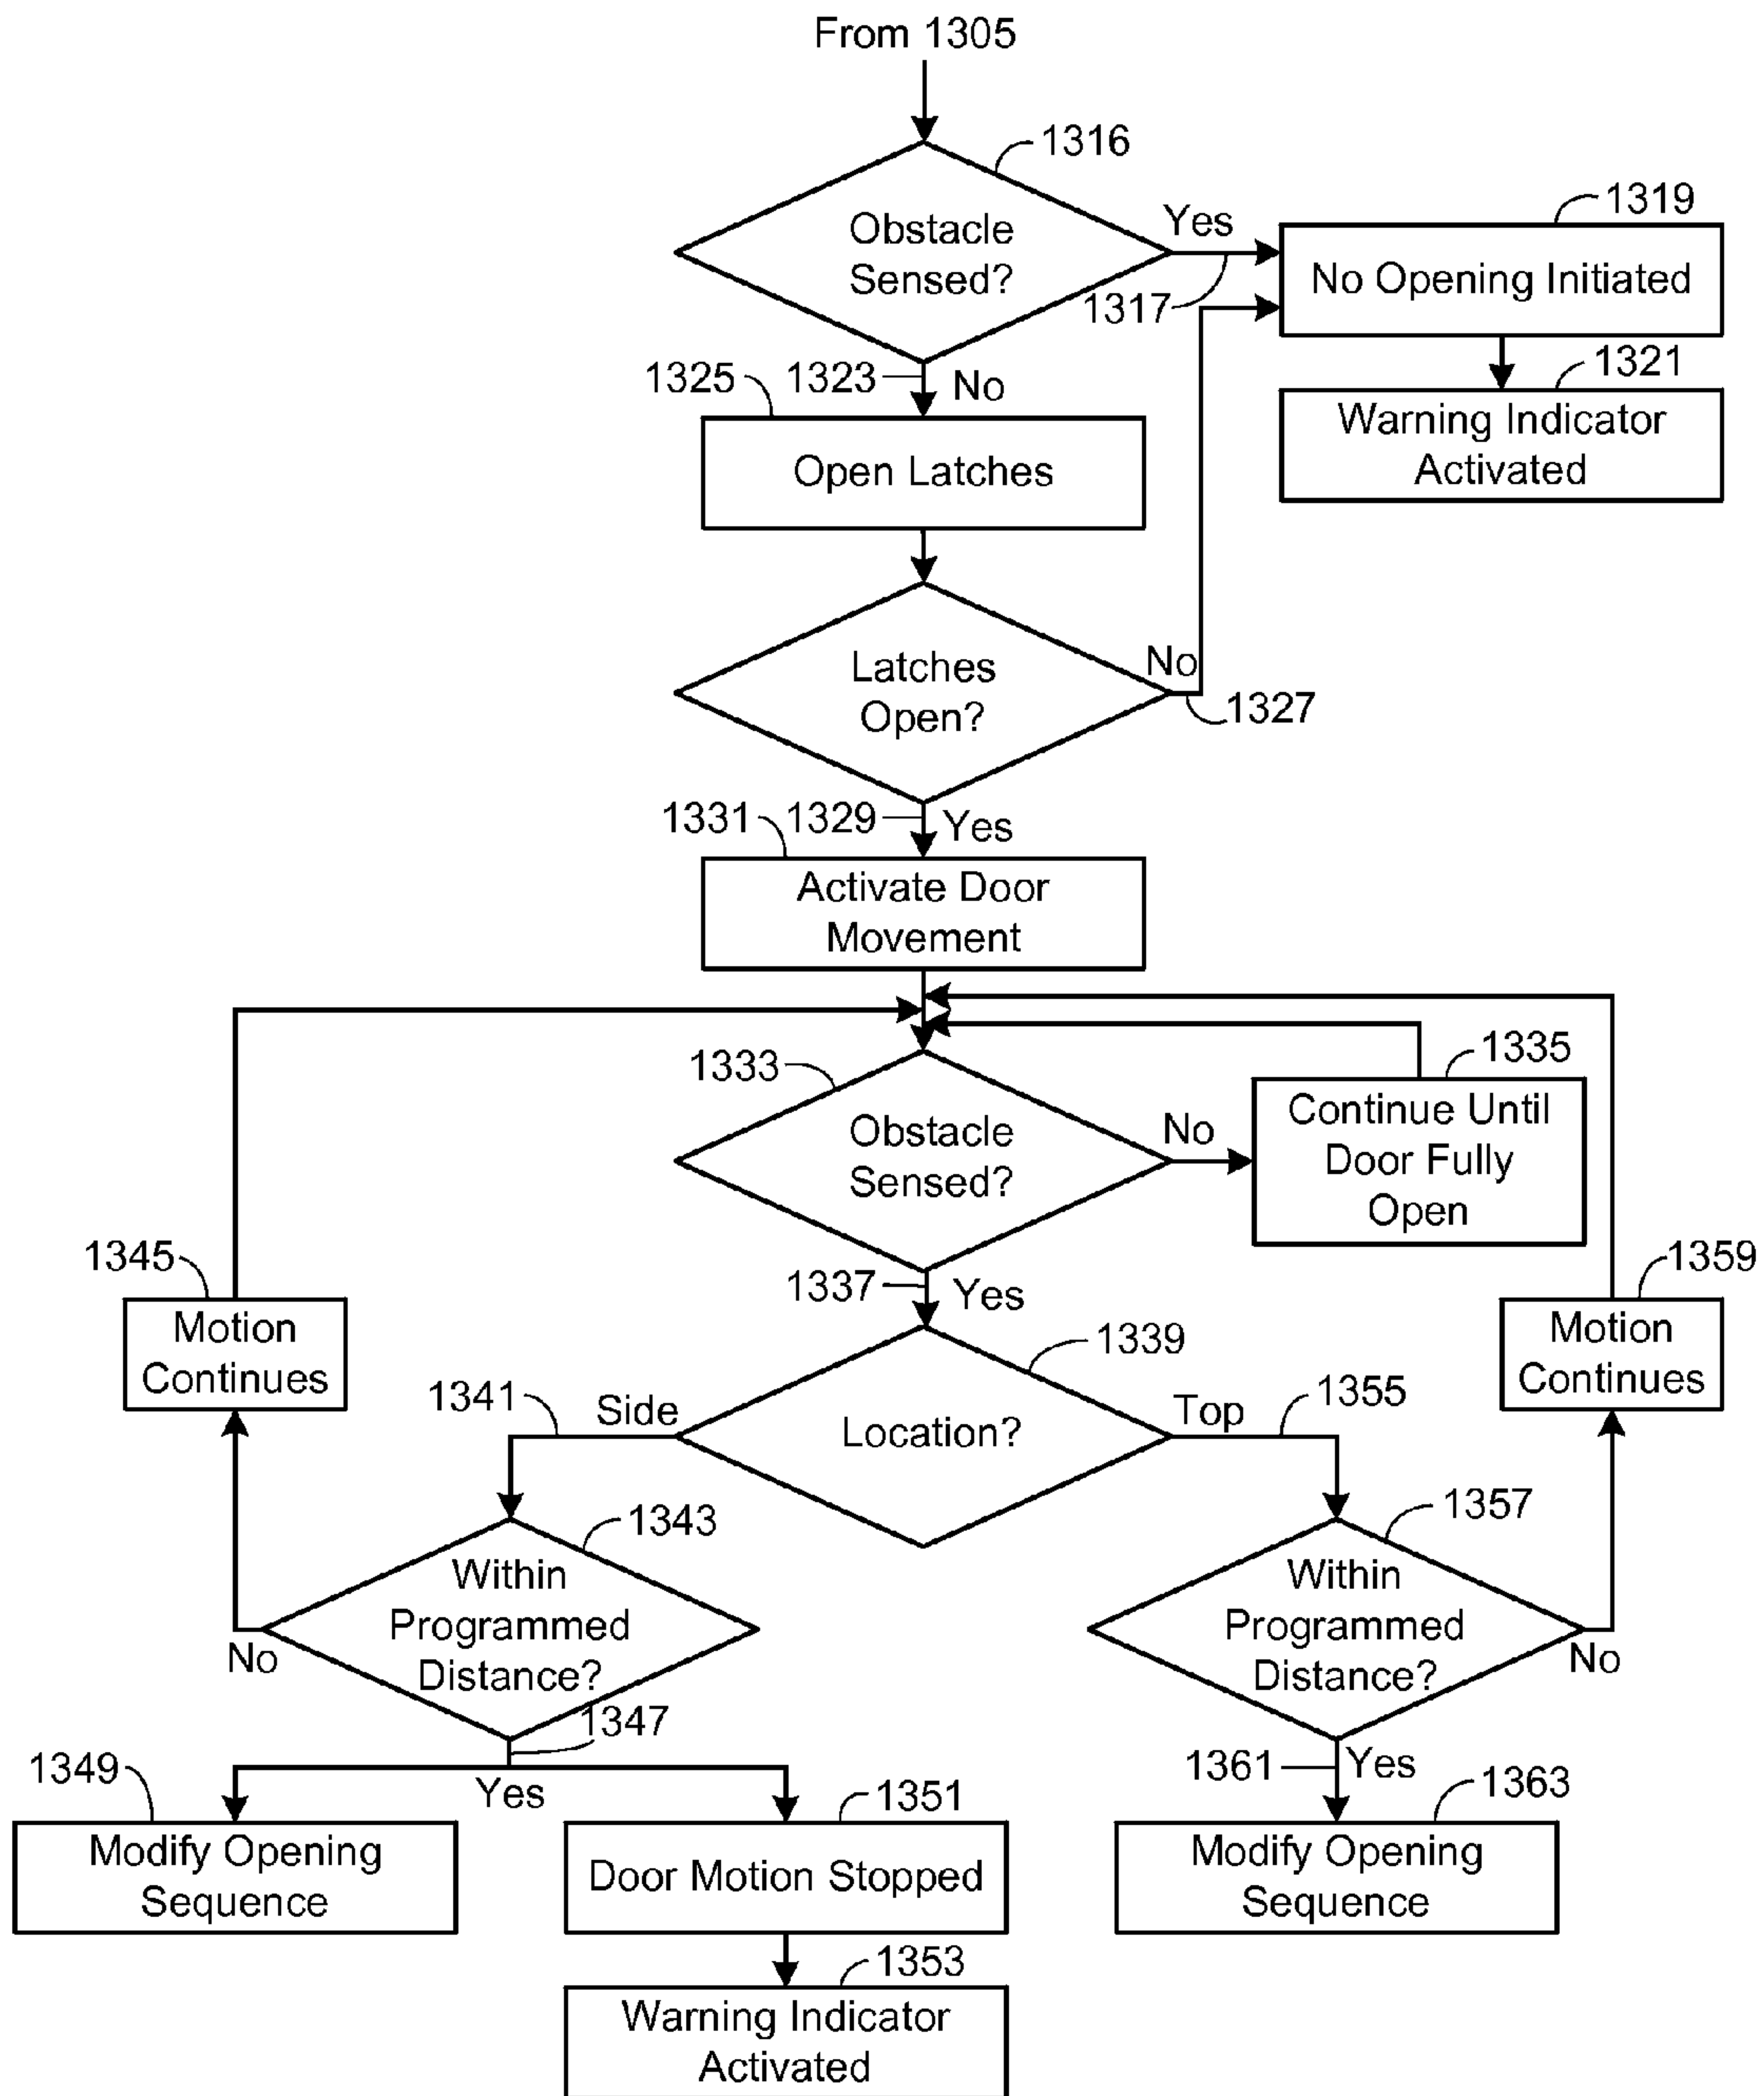 From 1305
1316
Obstacle
Sensed?
Yes
1317
1319
No Opening Initiated
1321
Warning Indicator
Activated
1323
No
1325
Open Latches
Latches
Open?
No
1327
1329
Yes
1331
Activate Door
Movement
1333
Obstacle
Sensed?
No
1335
Continue Until
Door Fully
Open
1337
Yes
1339
Location?
1341
Side
1355
Top
1345
Motion
Continues
1359
Motion
Continues
1343
Within
Programmed
Distance?
No
1347
Yes
1357
Within
Programmed
Distance?
No
1361
Yes
1349
Modify Opening
Sequence
1351
Door Motion Stopped
1363
Modify Opening
Sequence
1353
Warning Indicator
Activated